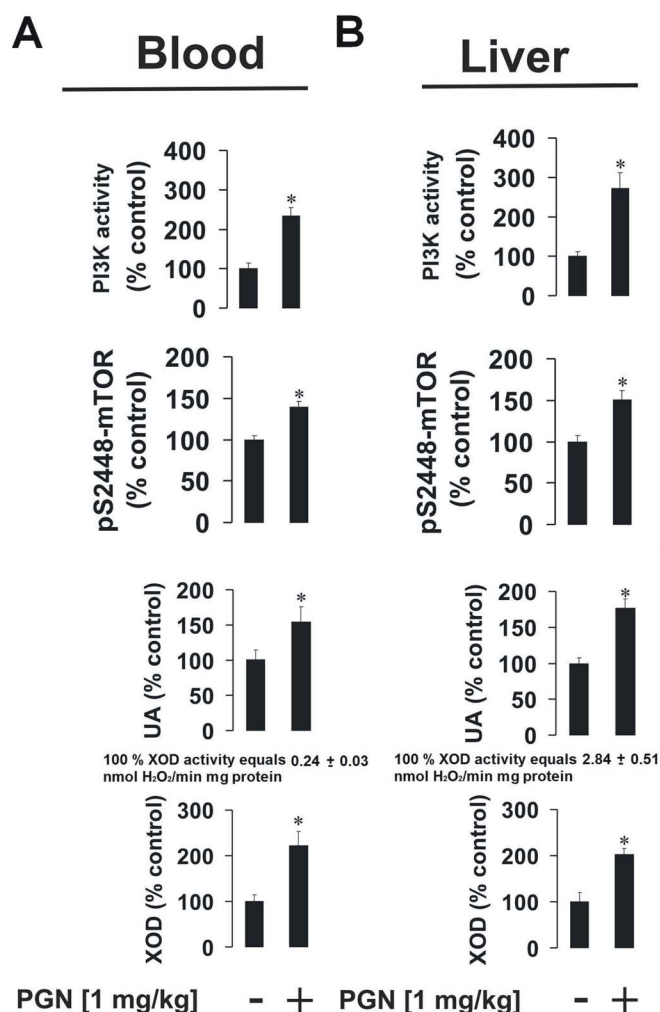 A
Blood
PI3K activity
(% control)
400
300
200
100
0
*
pS2448-mTOR
(% control)
200
150
100
50
0
*
UA (% control)
200
150
100
50
0
*
100 % XOD activity equals 0.24 ± 0.03
nmol H₂O₂/min mg protein
XOD (% control)
300
200
100
0
*
PGN [1 mg/kg] - +
B
Liver
PI3K activity
(% control)
400
300
200
100
0
*
pS2448-mTOR
(% control)
200
150
100
50
0
*
UA (% control)
200
150
100
50
0
*
100 % XOD activity equals 2.84 ± 0.51
nmol H₂O₂/min mg protein
XOD (% control)
300
200
100
0
*
PGN [1 mg/kg] - +